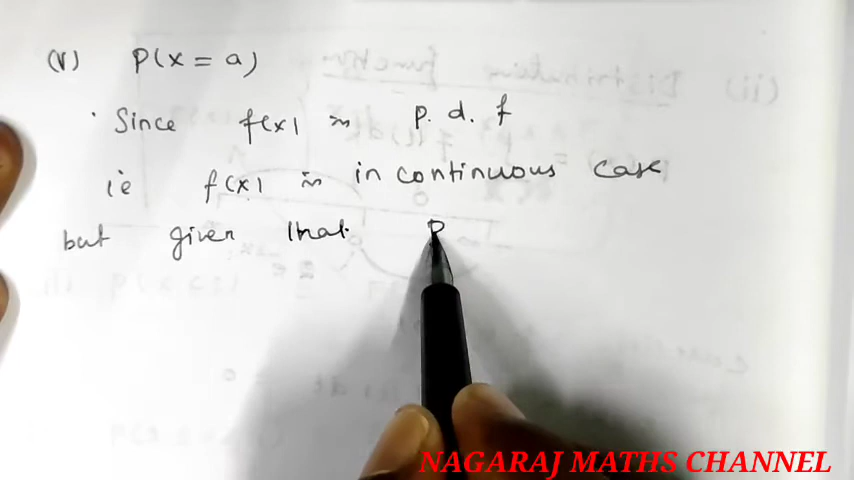 (V) P(x = a)
Since f(x) is p.d.f
ie f(x) is in continuous case
but given that P
NAGARAJ MATHS CHANNEL